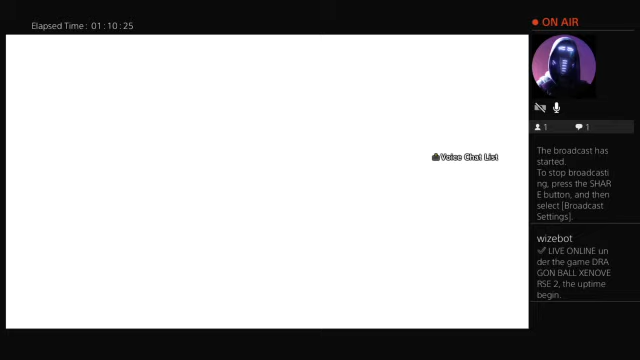 Elapsed Time : 01:10:25
ON AIR
1 1
Voice Chat List
The broadcast has
started.
To stop broadcasti
ng, press the SHAR
E button, and then
select [Broadcast
Settings].
wizebot
LIVE ONLINE un
der the game DRA
GON BALL XENOVE
RSE 2, the uptime
begin.